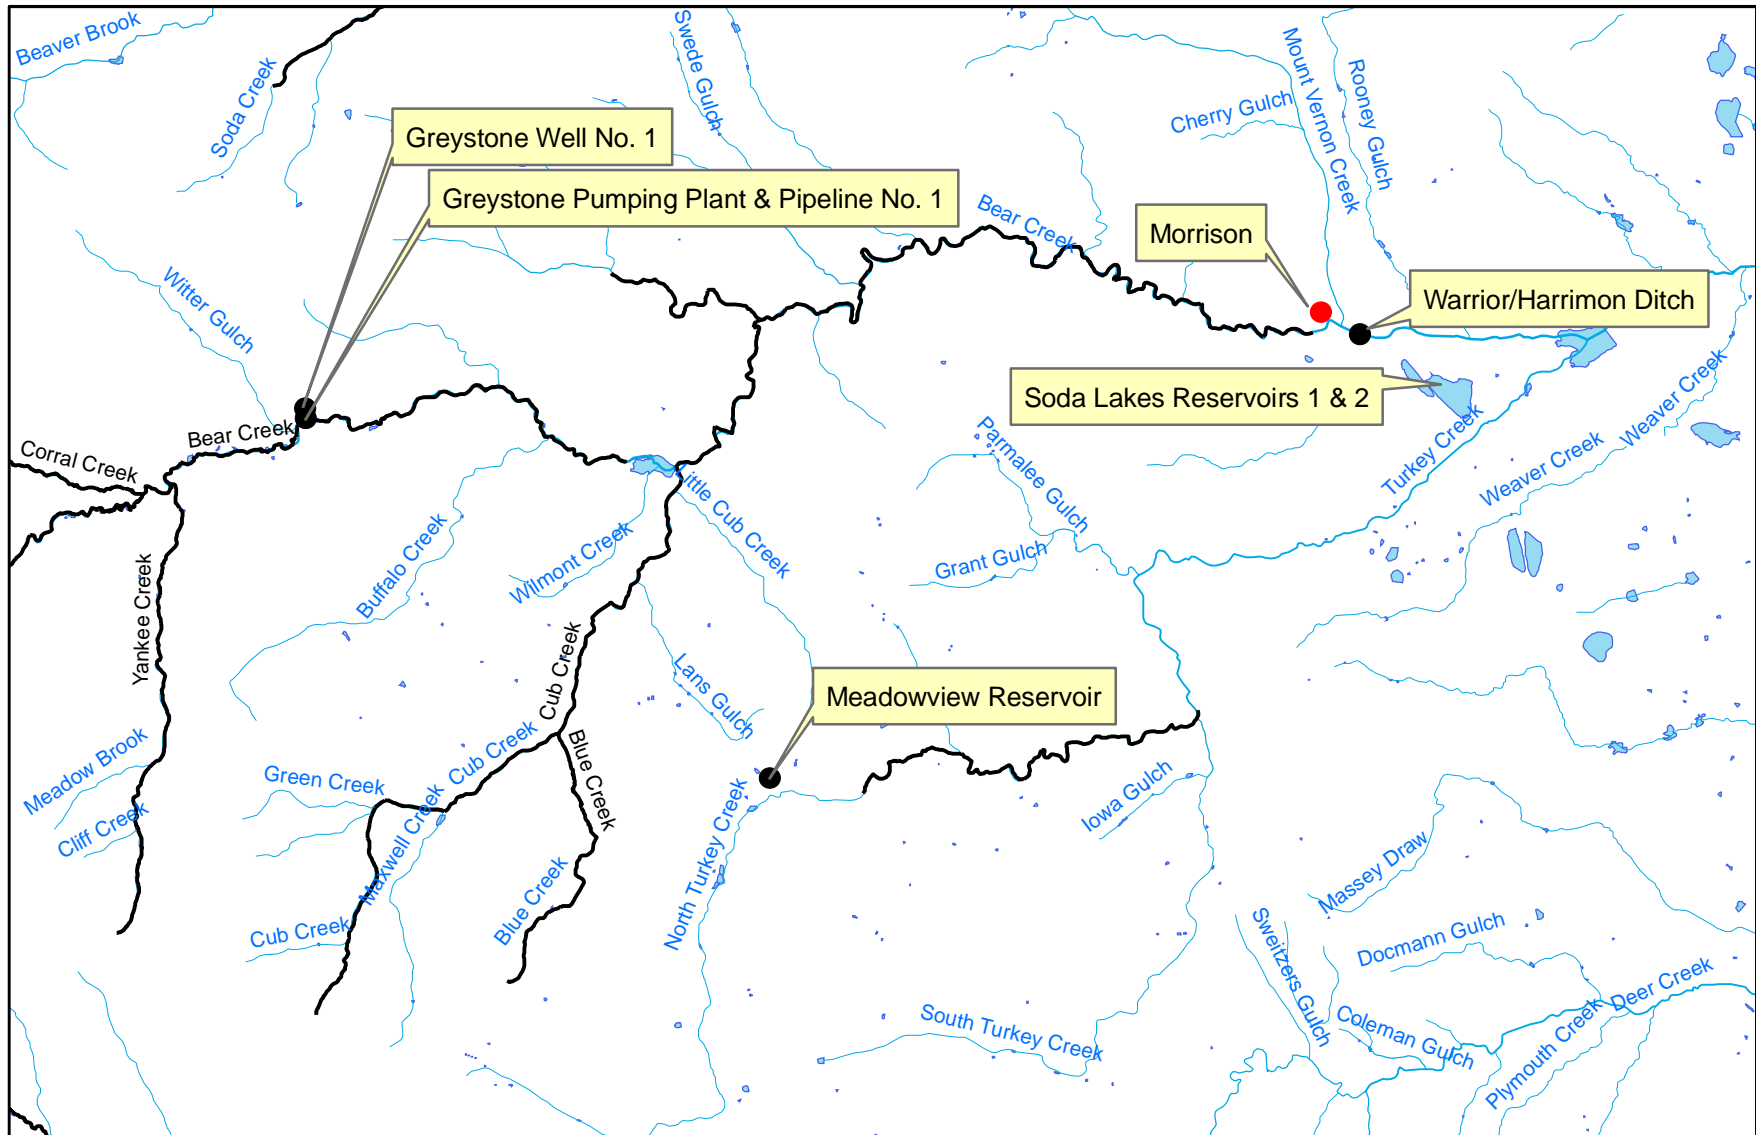 Beaver Brook
Soda Creek
Swede Gulch
Mount Vernon Creek
Rooney Gulch
Cherry Gulch
Greystone Well No. 1
Greystone Pumping Plant & Pipeline No. 1
Bear Creek
Morrison
Warrior/Harrimon Ditch
Witter Gulch
Soda Lakes Reservoirs 1 & 2
Weaver Creek
Bear Creek
Corral Creek
Parmalee Gulch
Turkey Creek
Weaver Creek
Little Cub Creek
Buffalo Creek
Wilmont Creek
Grant Gulch
Yankee Creek
Cub Creek
Lans Gulch
Meadowview Reservoir
Meadow Brook
Green Creek
Cub Creek
Blue Creek
Iowa Gulch
Cliff Creek
Maxwell Creek
North Turkey Creek
Massey Draw
Cub Creek
Blue Creek
Sweitzers Gulch
Docmann Gulch
Deer Creek
South Turkey Creek
Coleman Gulch
Plymouth Creek